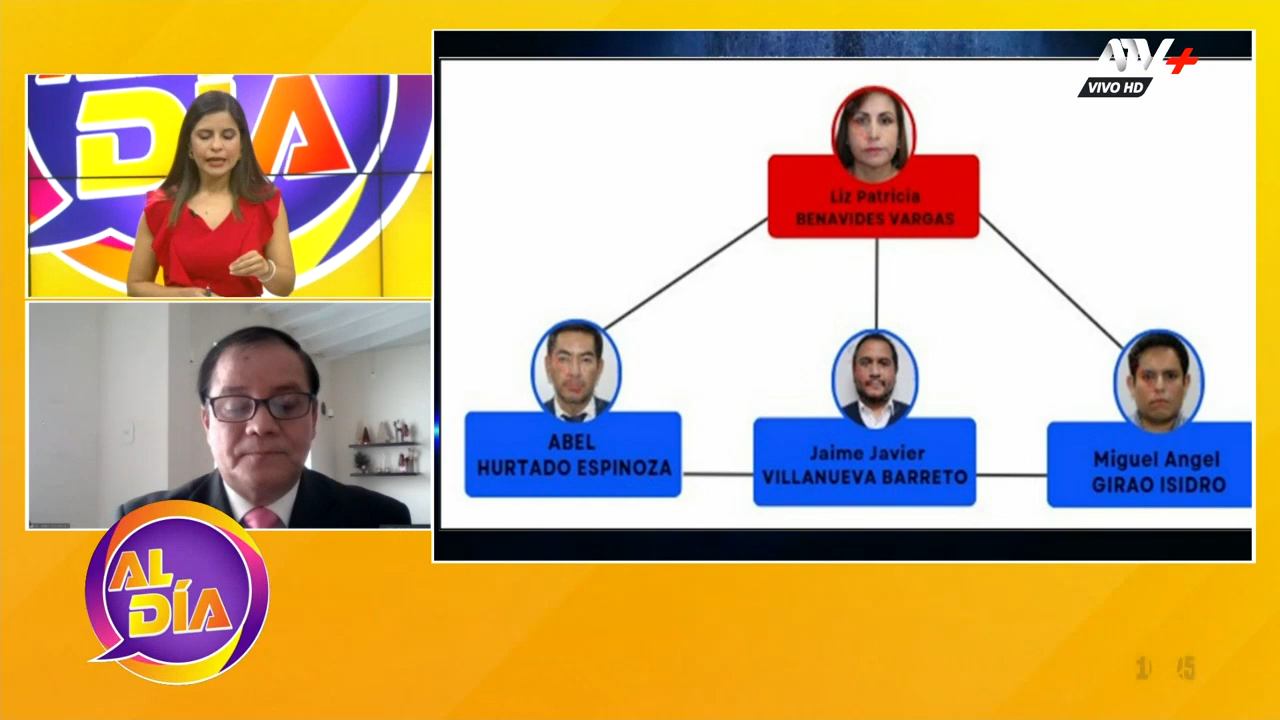 ATV+
VIVO HD
DÍA
Liz Patricia
BENAVIDES VARGAS
ABEL
HURTADO ESPINOZA
Jaime Javier
VILLANUEVA BARRETO
Miguel Angel
GIRAO ISIDRO
AL
DÍA